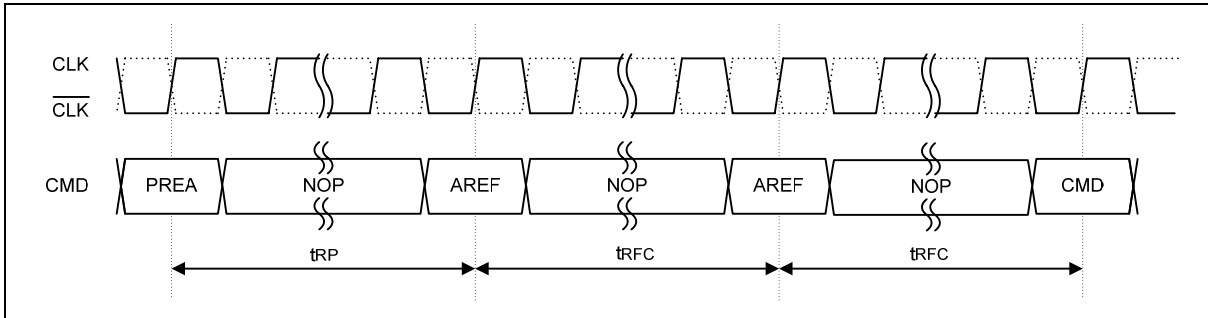 CLK
CLK
CMD PREA NOP AREF NOP AREF NOP CMD
tRP tRFC tRFC